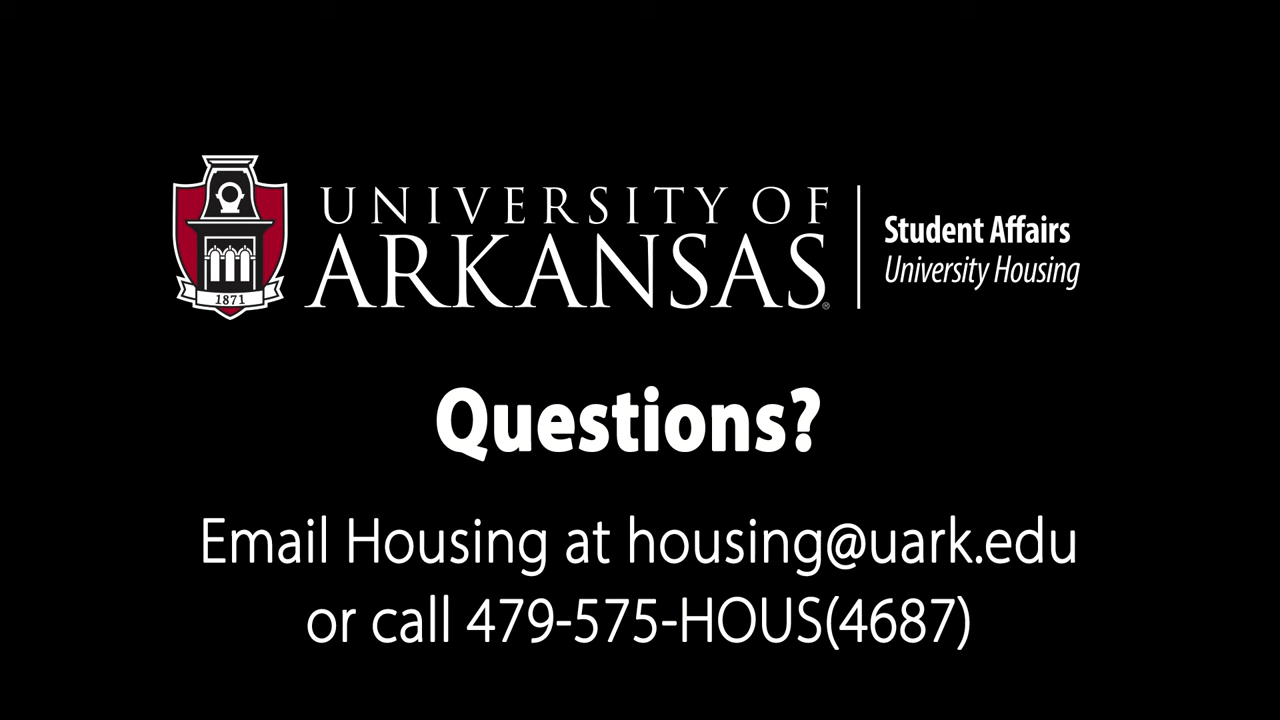 UNIVERSITY OF
ARKANSAS®
Student Affairs
University Housing
1871
Questions?
Email Housing at housing@uark.edu
or call 479-575-HOUS(4687)